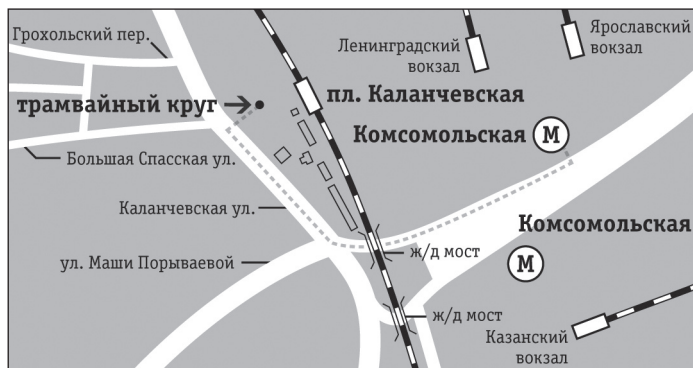 Грохольский пер.
Ленинградский
вокзал
Ярославский
вокзал
пл. Каланчевская
трамвайный круг
Комсомольская М
Большая Спасская ул.
Каланчевская ул.
Комсомольская
М
ул. Маши Порываевой
ж/д мост
ж/д мост
Казанский
вокзал